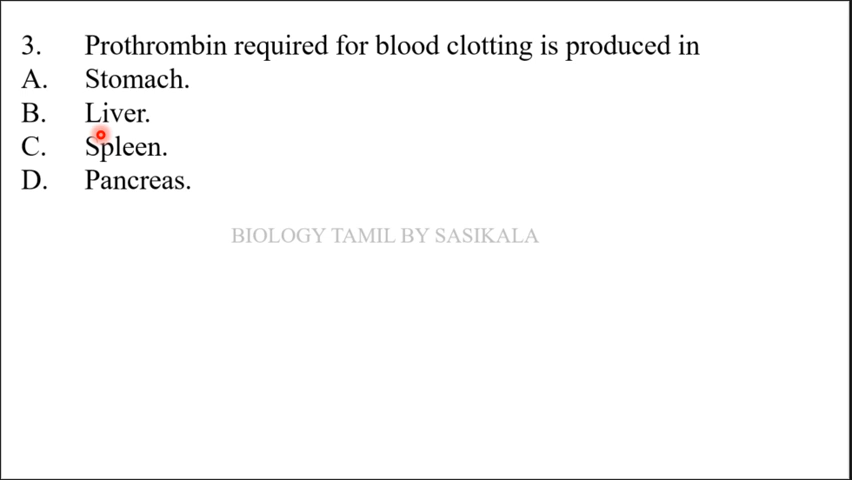 3. Prothrombin required for blood clotting is produced in
A. Stomach.
B. Liver.
C. Spleen.
D. Pancreas.
BIOLOGY TAMIL BY SASIKALA